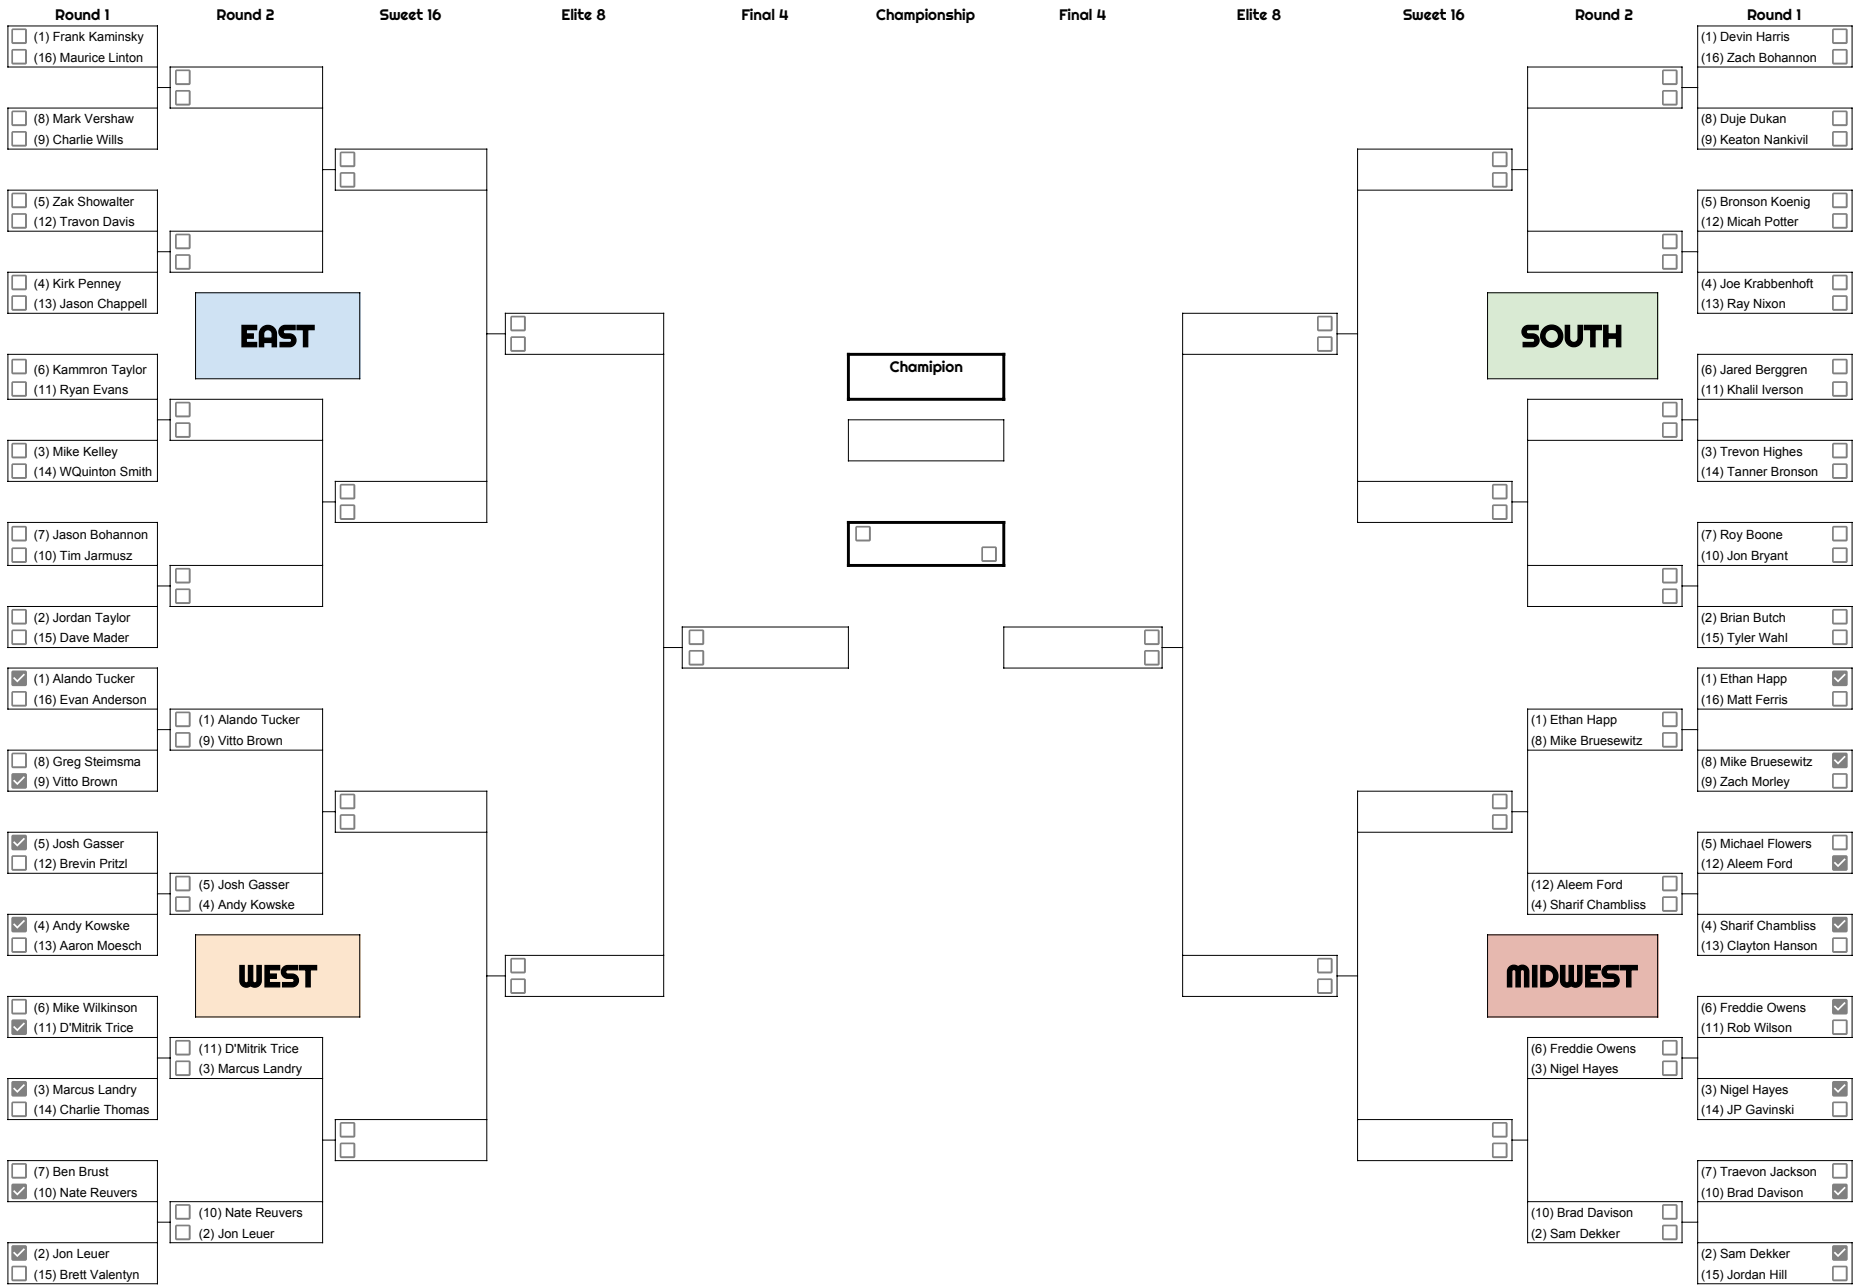 Round 1
Round 2
Sweet 16
Elite 8
Final 4
Championship
Final 4
Elite 8
Sweet 16
Round 2
Round 1
(1) Frank Kaminsky
(16) Maurice Linton
(8) Mark Vershaw
(9) Charlie Wills
(5) Zak Showalter
(12) Travon Davis
(4) Kirk Penney
(13) Jason Chappell
EAST
(6) Kammron Taylor
(11) Ryan Evans
(3) Mike Kelley
(14) WQuinton Smith
(7) Jason Bohannon
(10) Tim Jarmusz
(2) Jordan Taylor
(15) Dave Mader
(1) Alando Tucker
(16) Evan Anderson
(8) Greg Steimsma
(9) Vitto Brown
(5) Josh Gasser
(12) Brevin Pritzl
(4) Andy Kowske
(13) Aaron Moesch
(6) Mike Wilkinson
(11) D'Mitrik Trice
(3) Marcus Landry
(14) Charlie Thomas
(7) Ben Brust
(10) Nate Reuvers
(2) Jon Leuer
(15) Brett Valentyn
(1) Alando Tucker
(9) Vitto Brown
(5) Josh Gasser
(4) Andy Kowske
WEST
(11) D'Mitrik Trice
(3) Marcus Landry
(10) Nate Reuvers
(2) Jon Leuer
Chamipion
(1) Devin Harris
(16) Zach Bohannon
(8) Duje Dukan
(9) Keaton Nankivil
(5) Bronson Koenig
(12) Micah Potter
(4) Joe Krabbenhoft
(13) Ray Nixon
SOUTH
(6) Jared Berggren
(11) Khalil Iverson
(3) Trevon Highes
(14) Tanner Bronson
(7) Roy Boone
(10) Jon Bryant
(2) Brian Butch
(15) Tyler Wahl
(1) Ethan Happ
(8) Mike Bruesewitz
(12) Aleem Ford
(4) Sharif Chambliss
MIDWEST
(6) Freddie Owens
(3) Nigel Hayes
(10) Brad Davison
(2) Sam Dekker
(1) Ethan Happ
(16) Matt Ferris
(8) Mike Bruesewitz
(9) Zach Morley
(5) Michael Flowers
(12) Aleem Ford
(4) Sharif Chambliss
(13) Clayton Hanson
(6) Freddie Owens
(11) Rob Wilson
(3) Nigel Hayes
(14) JP Gavinski
(7) Traevon Jackson
(10) Brad Davison
(2) Sam Dekker
(15) Jordan Hill